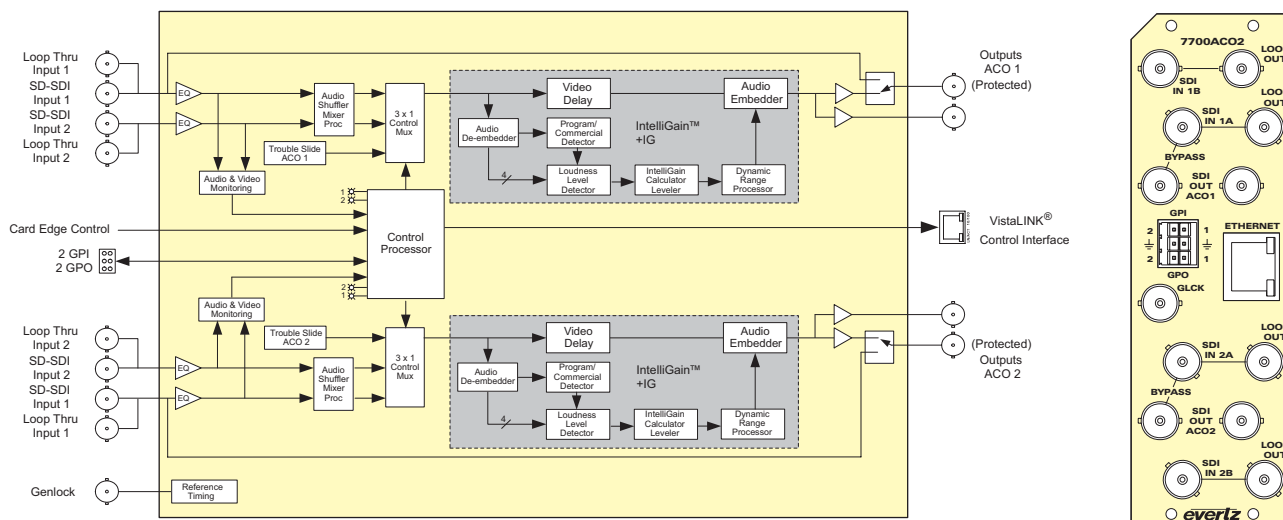 Loop Thru
Input 1
SD-SDI
Input 1
SD-SDI
Input 2
Loop Thru
Input 2
EQ
EQ
Audio
Shuffler
Mixer
Proc
3 x 1
Control
Mux
Trouble Slide
ACO 1
Audio & Video
Monitoring
Video
Delay
Audio
Embedder
Audio
De-embedder
Program/
Commercial
Detector
IntelliGain™
+IG
4
Loudness
Level
Detector
IntelliGain
Calculator
Leveler
Dynamic
Range
Processor
Outputs
ACO 1
(Protected)
Card Edge Control
2 GPI
2 GPO
1
2
Control
Processor
2
1
VistaLINK®
Control Interface
Audio & Video
Monitoring
Trouble Slide
ACO 2
Loop Thru
Input 2
SD-SDI
Input 2
SD-SDI
Input 1
Loop Thru
Input 1
EQ
EQ
Audio
Shuffler
Mixer
Proc
3 x 1
Control
Mux
Video
Delay
Audio
Embedder
Audio
De-embedder
Program/
Commercial
Detector
IntelliGain™
+IG
4
Loudness
Level
Detector
IntelliGain
Calculator
Leveler
Dynamic
Range
Processor
(Protected)
Outputs
ACO 2
Genlock
Reference
Timing
7700ACO2
LOO
OUT
SDI
IN 1B
LOO
OUT
SDI
IN 1A
BYPASS
SDI
OUT
ACO1
GPI
2 1
2 1
GPO
ETHERNET
GLCK
LOO
OUT
SDI
IN 2A
BYPASS
SDI
OUT
ACO2
LOO
OUT
SDI
IN 2B
evertz